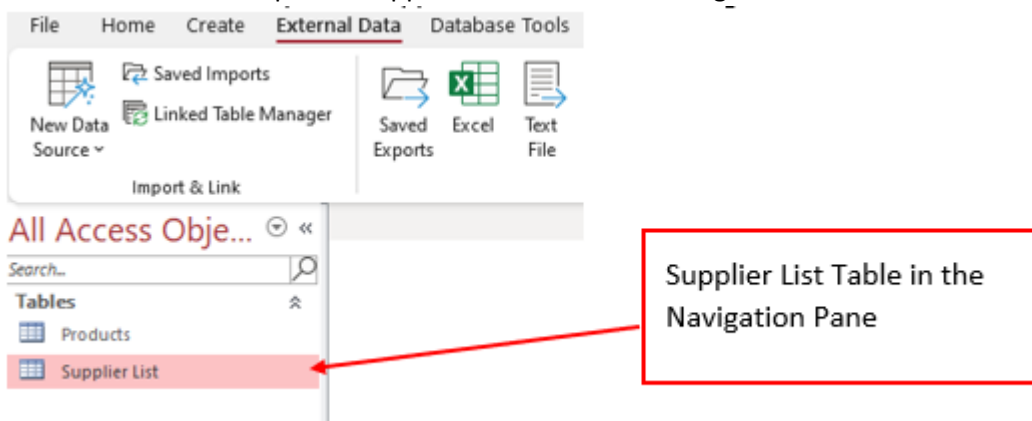 File Home Create External Data Database Tools
Saved Imports
Linked Table Manager
New Data
Source
Saved
Exports
Excel
Text
File
Import & Link
All Access Obje...
Search...
Tables
Products
Supplier List
Supplier List Table in the
Navigation Pane